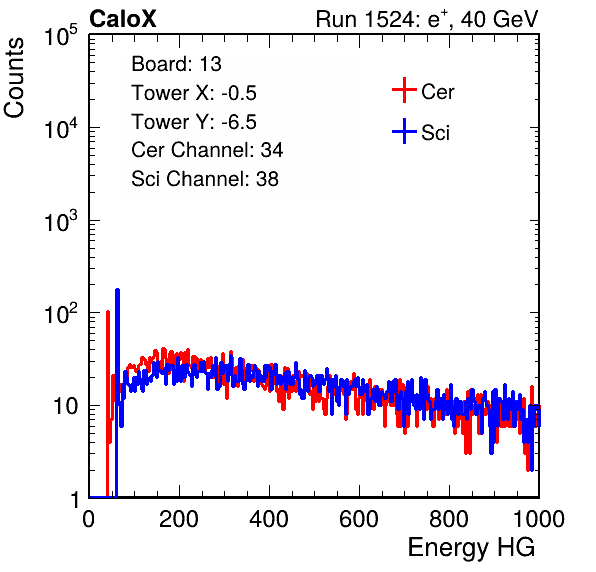 CaloX Run 1524: e⁺, 40 GeV
Board: 13
Tower X: -0.5
Tower Y: -6.5
Cer Channel: 34
Sci Channel: 38
Cer
Sci
Counts
10⁵
10⁴
10³
10²
10
1
0 200 400 600 800 1000
Energy HG